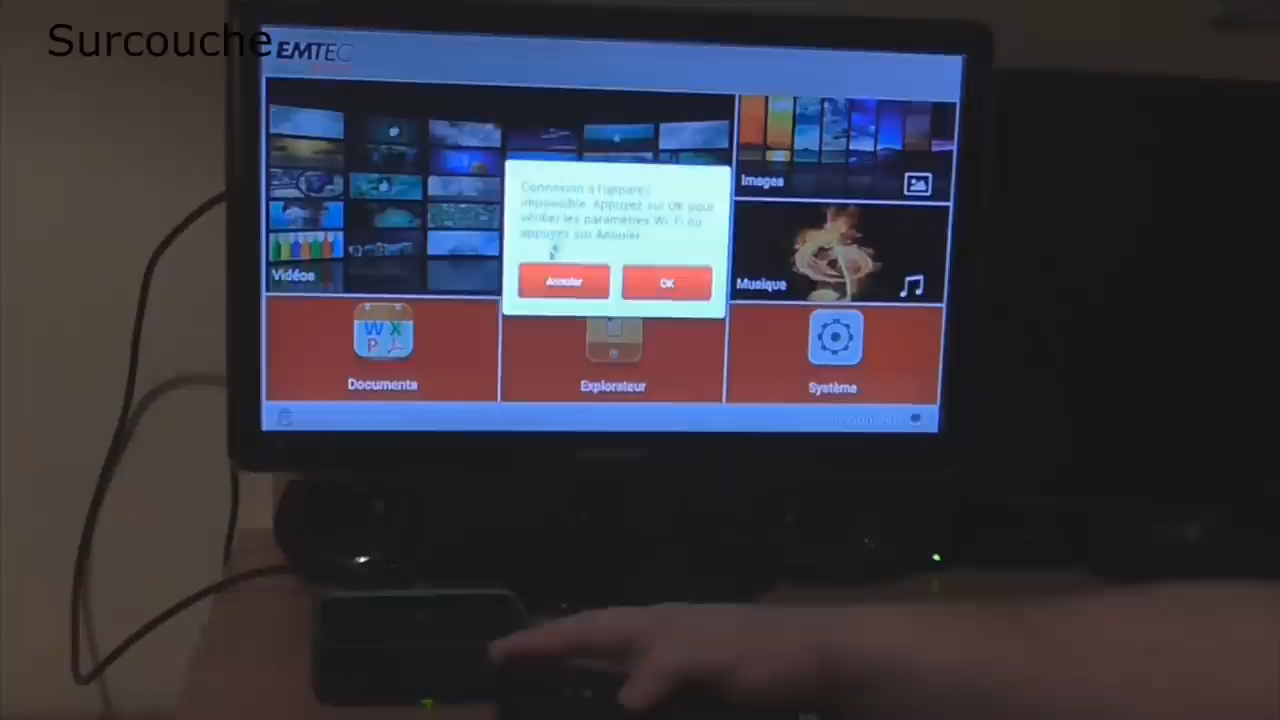 Surcouche
EMTEC
Images
Connexion à l'appareil
impossible. Appuyez sur OK pour
vérifier les paramètres Wi-Fi ou
appuyez sur Annuler
Annuler
OK
Vidéos
Musique
W X
P
Documents
Explorateur
Système